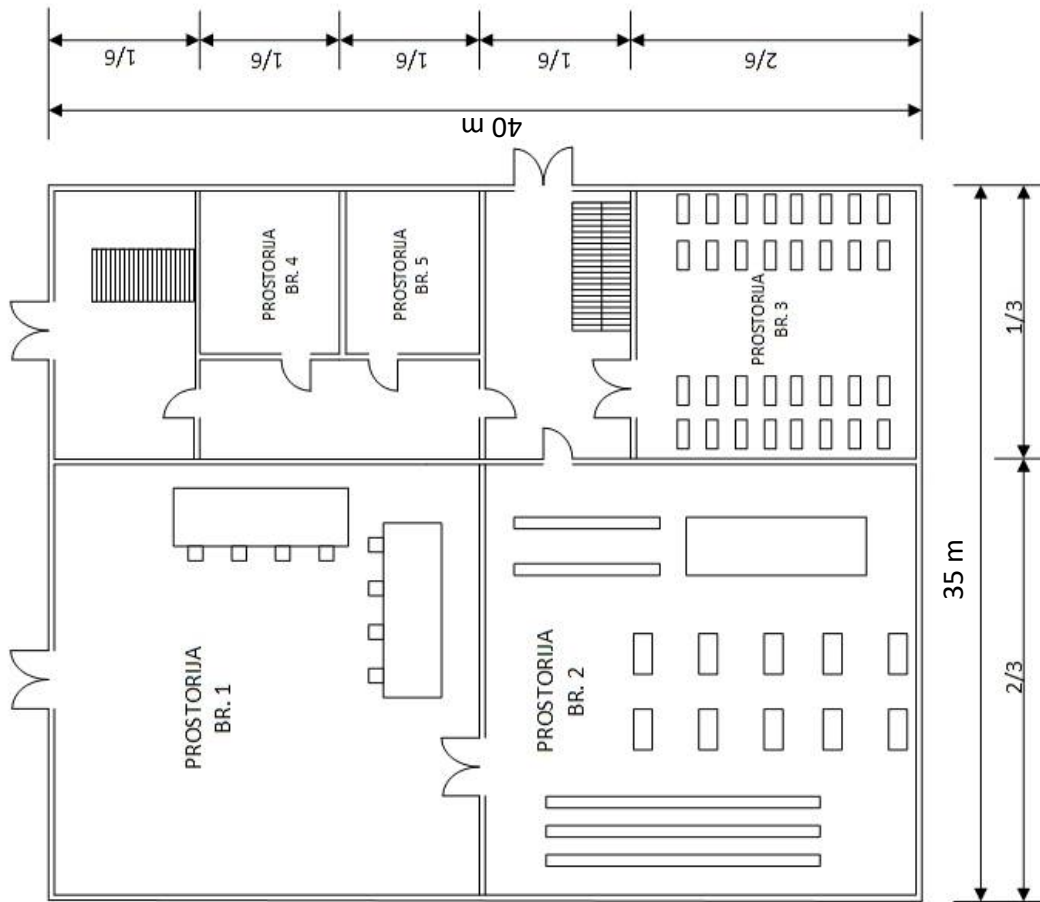 1/6
1/6
1/6
1/6
2/6
40 m
PROSTORIJA
BR. 4
PROSTORIJA
BR. 5
PROSTORIJA
BR. 3
1/3
35 m
2/3
PROSTORIJA
BR. 1
PROSTORIJA
BR. 2